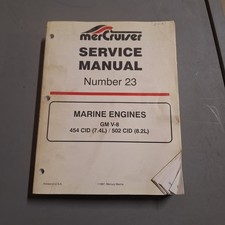 merCruiser
SERVICE
MANUAL
Number 23
MARINE ENGINES
GM V-8
454 CID (7.4L) / 502 CID (8.2L)